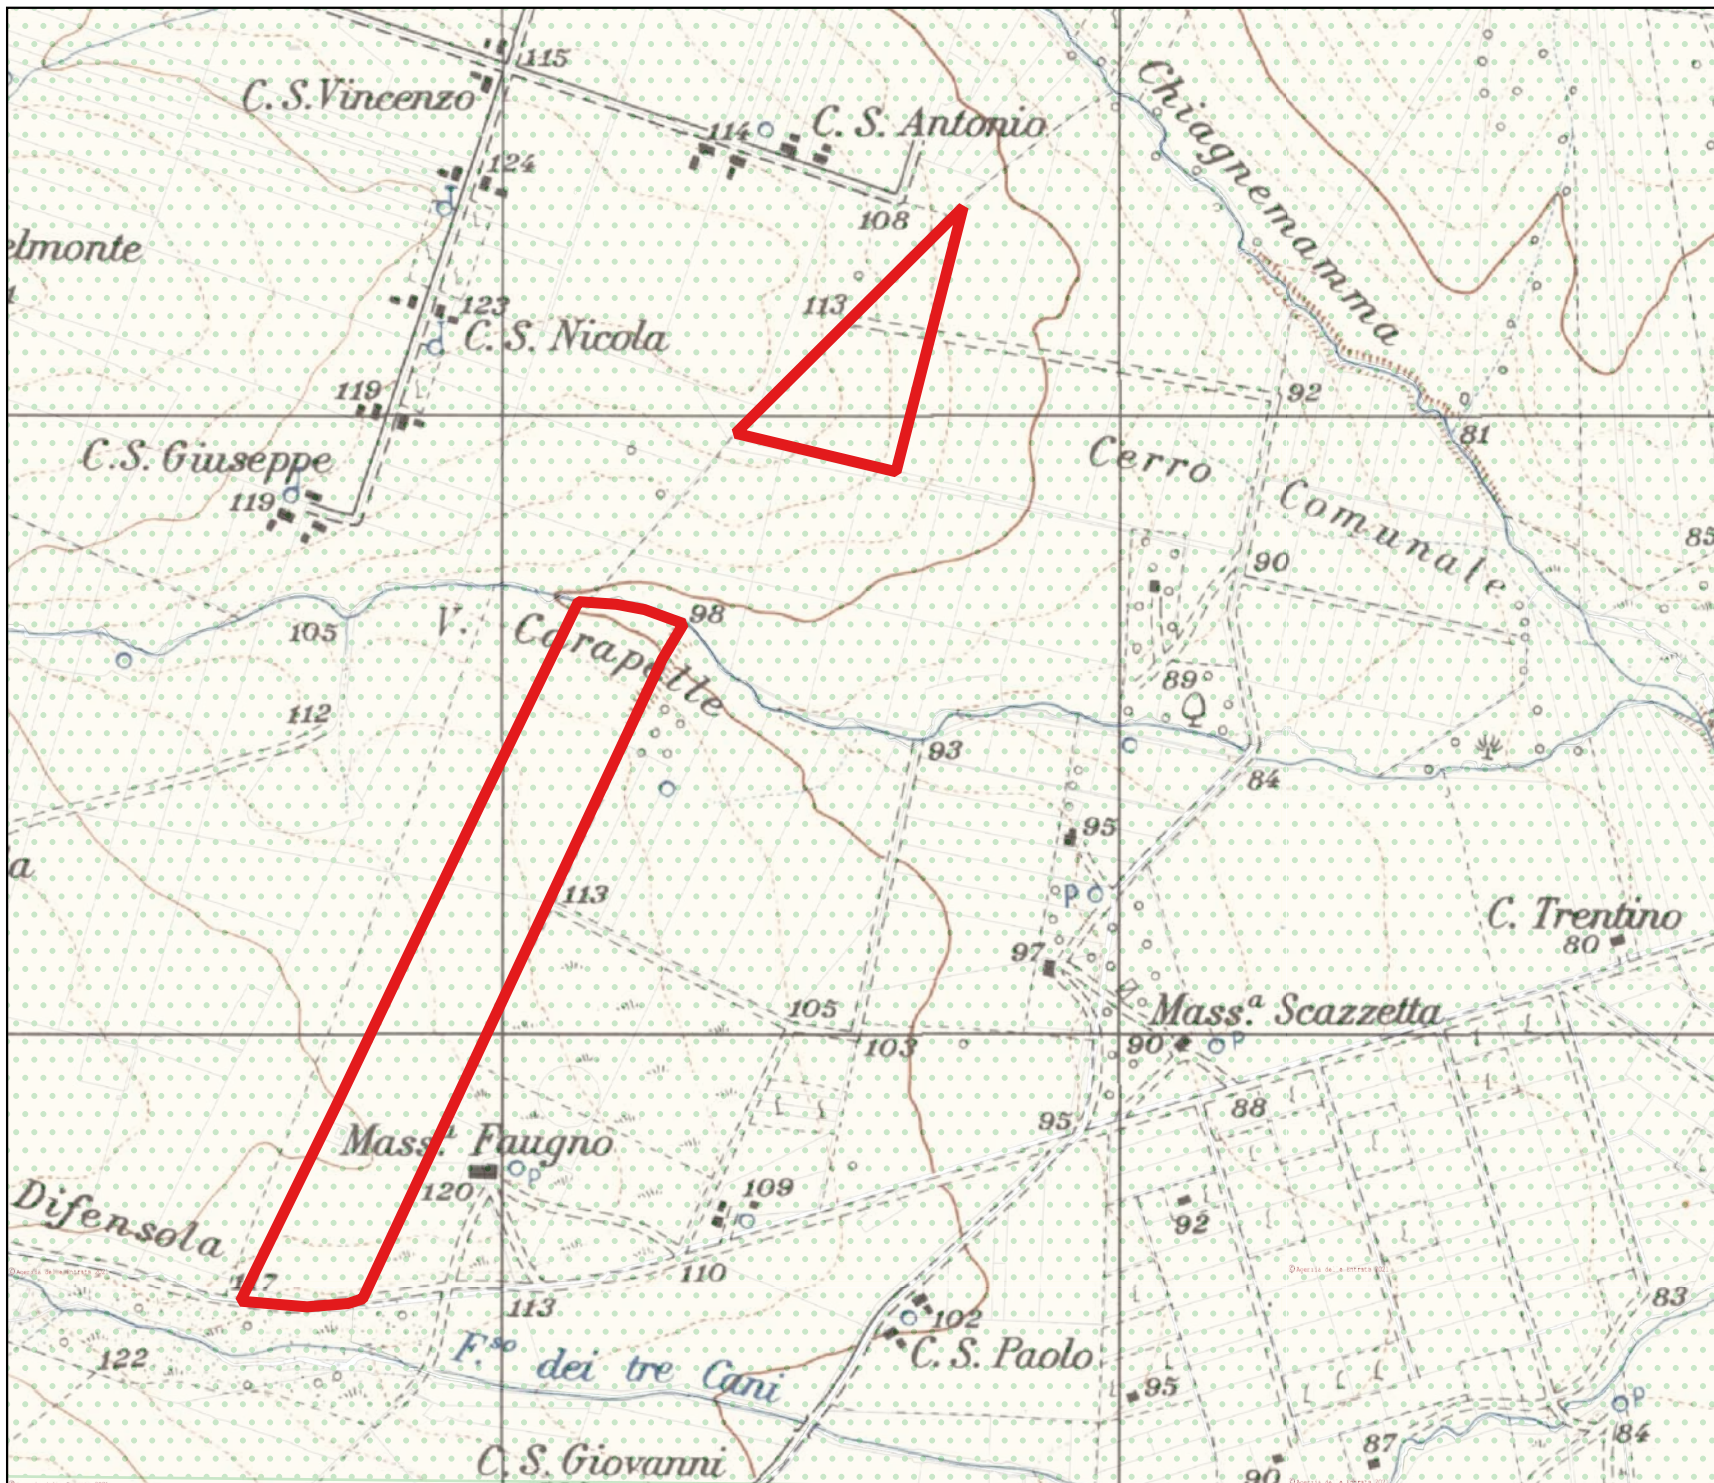 115
C. S. Vincenzo
114
C. S. Antonio
Chiagnemamma
124
108
elmonte
123
113
C. S. Nicola
119
92
81
C. S. Giuseppe
Cerro
119
Comunale
85
90
98
105
V. Carapelle
89
112
93
84
a
95
113
P
C. Trentino
80
97
105
Mass.ª Scazzetta
103
90
P
88
95
Mass.ª Faugno
P
120
109
Difensola
92
110
113
83
102
122
F.so dei tre Cani
C. S. Paolo
95
P
84
87
C. S. Giovanni
90